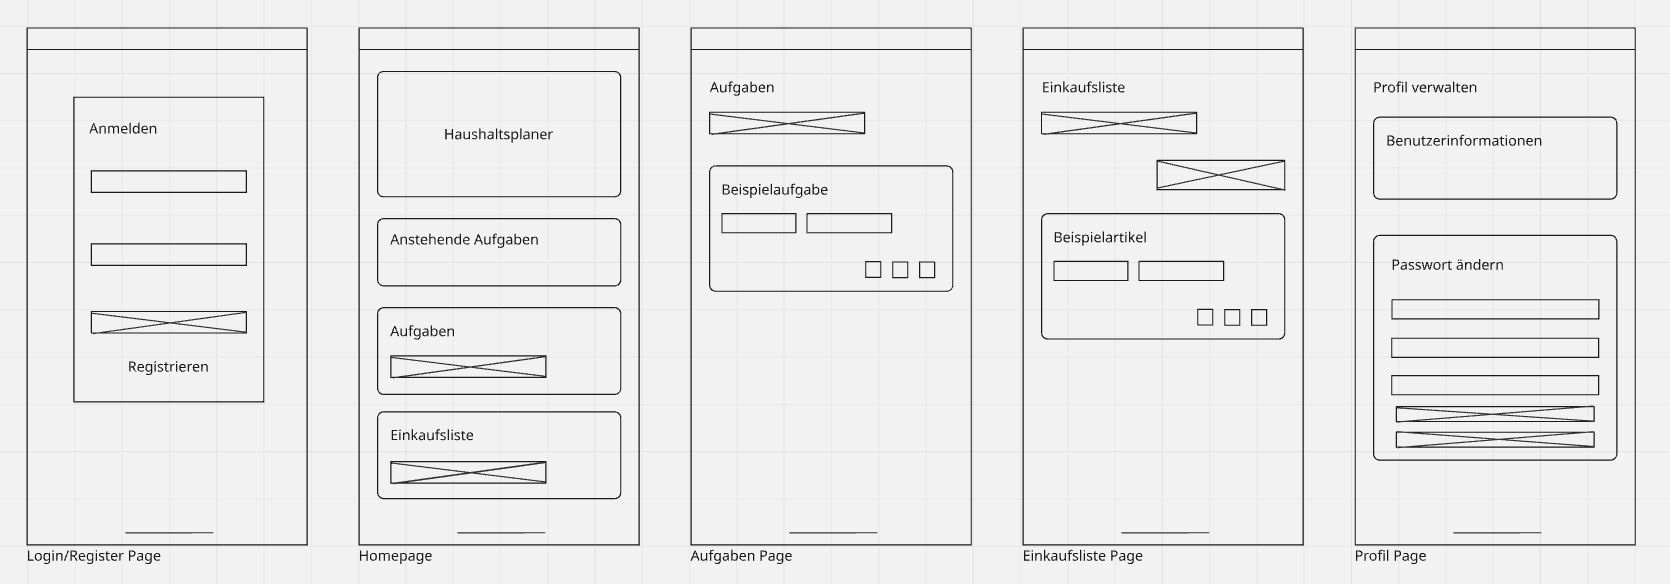 Anmelden
Registrieren
Login/Register Page
Haushaltsplaner
Anstehende Aufgaben
Aufgaben
Einkaufsliste
Homepage
Aufgaben
Beispielaufgabe
Aufgaben Page
Einkaufsliste
Beispielartikel
Einkaufsliste Page
Profil verwalten
Benutzerinformationen
Passwort ändern
Profil Page